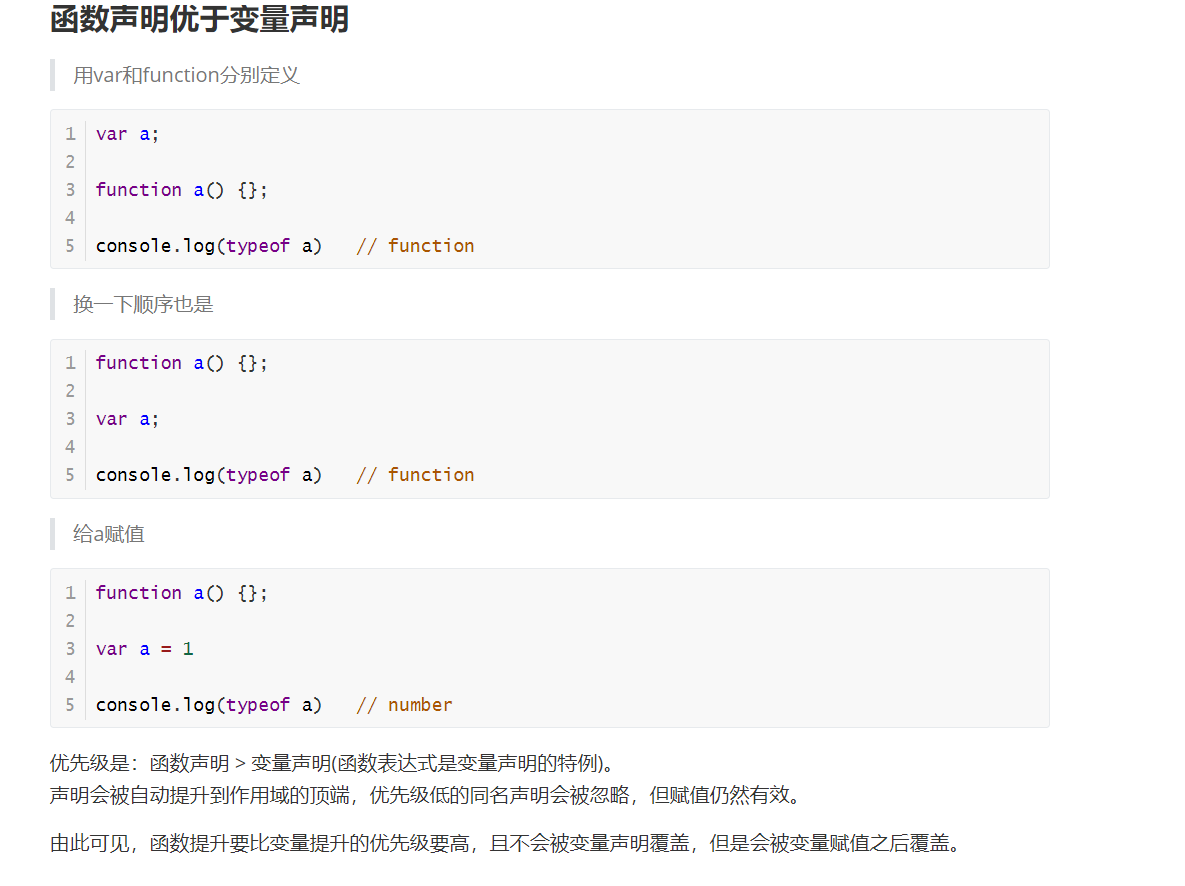 函数声明优于变量声明
用var和function分别定义
1 var a;
2
3 function a() {};
4
5 console.log(typeof a)   // function
换一下顺序也是
1 function a() {};
2
3 var a;
4
5 console.log(typeof a)   // function
给a赋值
1 function a() {};
2
3 var a = 1
4
5 console.log(typeof a)   // number
优先级是：函数声明 > 变量声明(函数表达式是变量声明的特例)。
声明会被自动提升到作用域的顶端，优先级低的同名声明会被忽略，但赋值仍然有效。
由此可见，函数提升要比变量提升的优先级要高，且不会被变量声明覆盖，但是会被变量赋值之后覆盖。